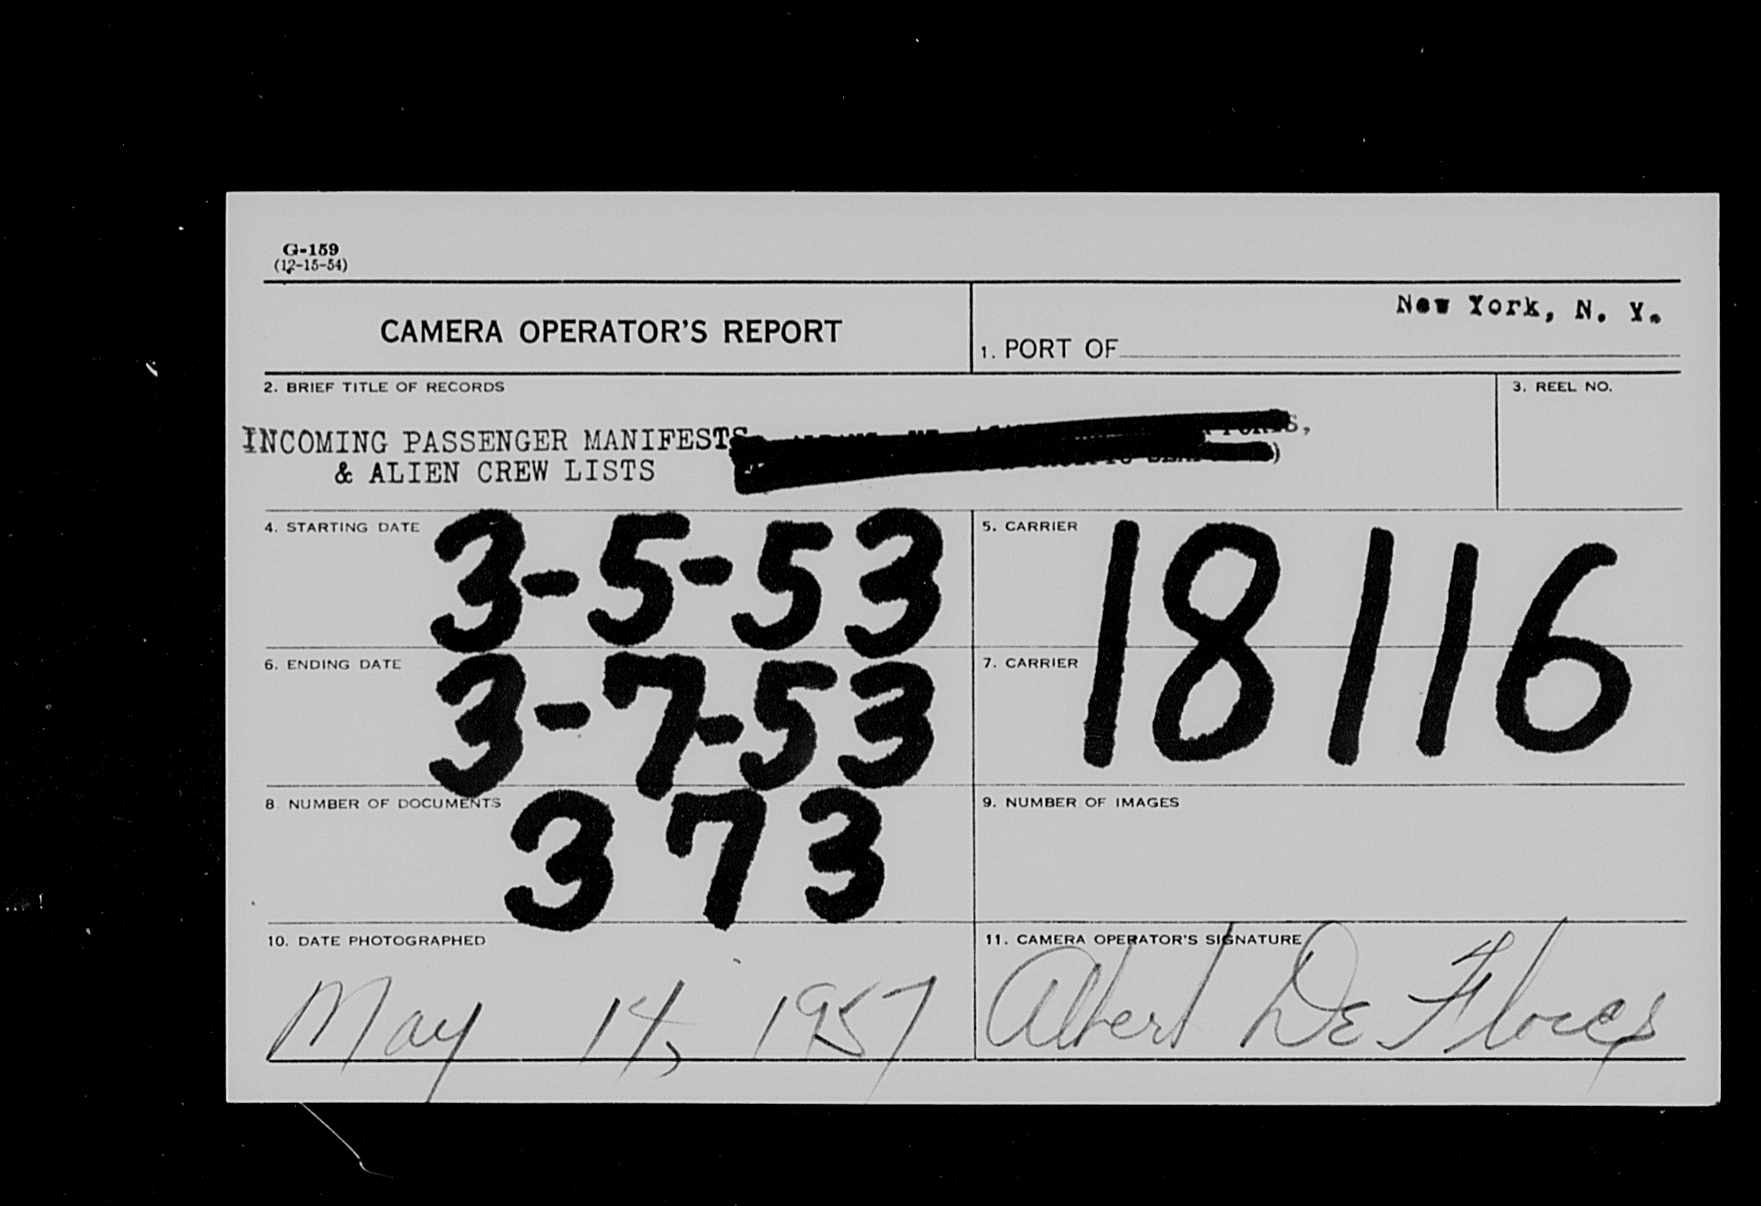 G-159
(12-15-54)
CAMERA OPERATOR'S REPORT
New York, N. Y.
1. PORT OF
2. BRIEF TITLE OF RECORDS
3. REEL NO.
INCOMING PASSENGER MANIFESTS
& ALIEN CREW LISTS
4. STARTING DATE 3-5-53
5. CARRIER
18116
6. ENDING DATE 3-7-53
7. CARRIER
8 NUMBER OF DOCUMENTS 373
9. NUMBER OF IMAGES
10. DATE PHOTOGRAPHED
May 14, 1957
11. CAMERA OPERATOR'S SIGNATURE
Albert De Flores